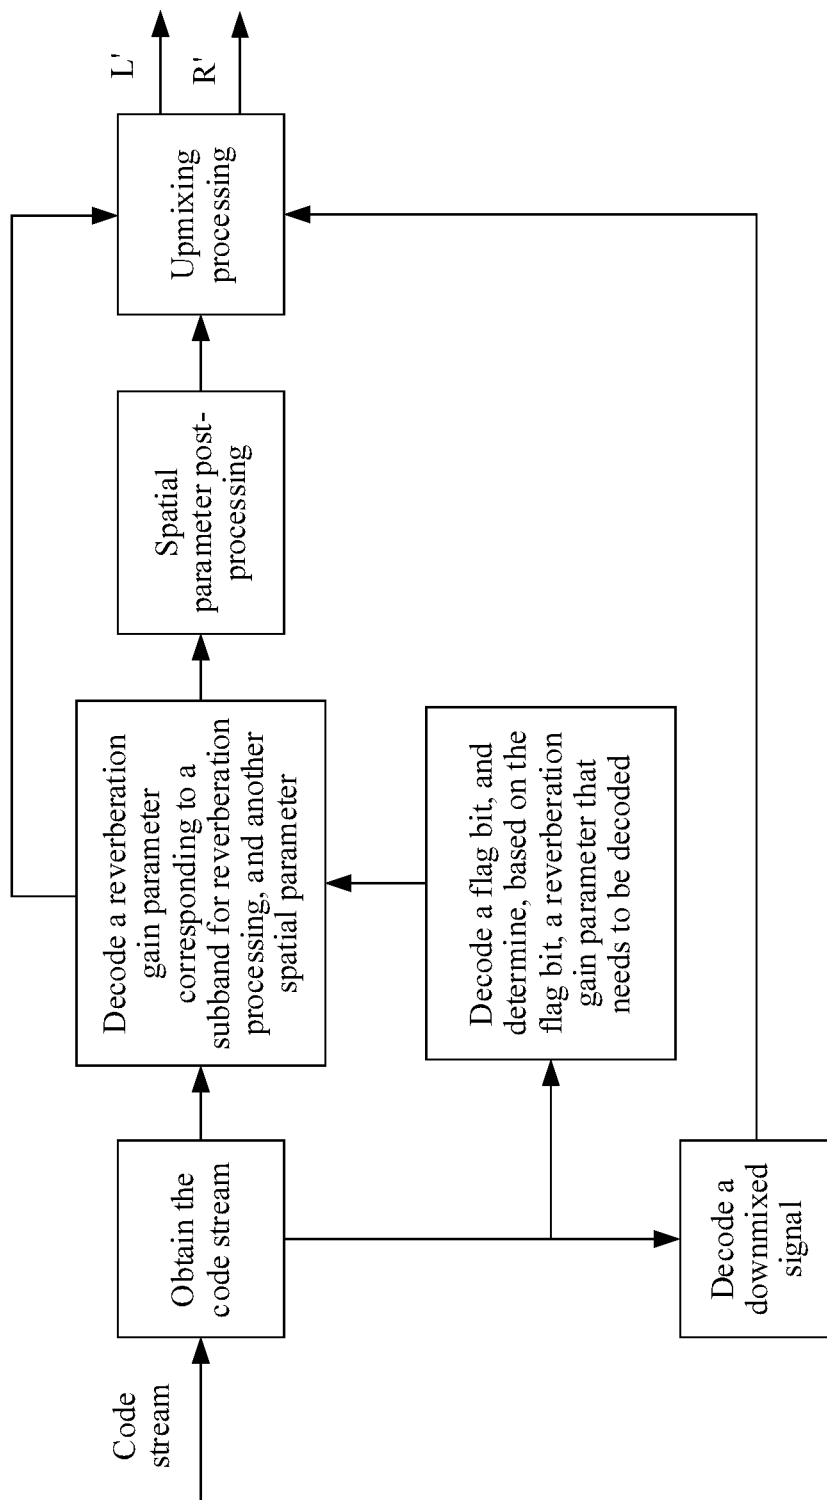 Code
stream
Obtain the
code stream
Decode a reverberation
gain parameter
corresponding to a
subband for reverberation
processing, and another
spatial parameter
Spatial
parameter post-
processing
Upmixing
processing
L'
R'
Decode a flag bit, and
determine, based on the
flag bit, a reverberation
gain parameter that
needs to be decoded
Decode a
downmixed
signal